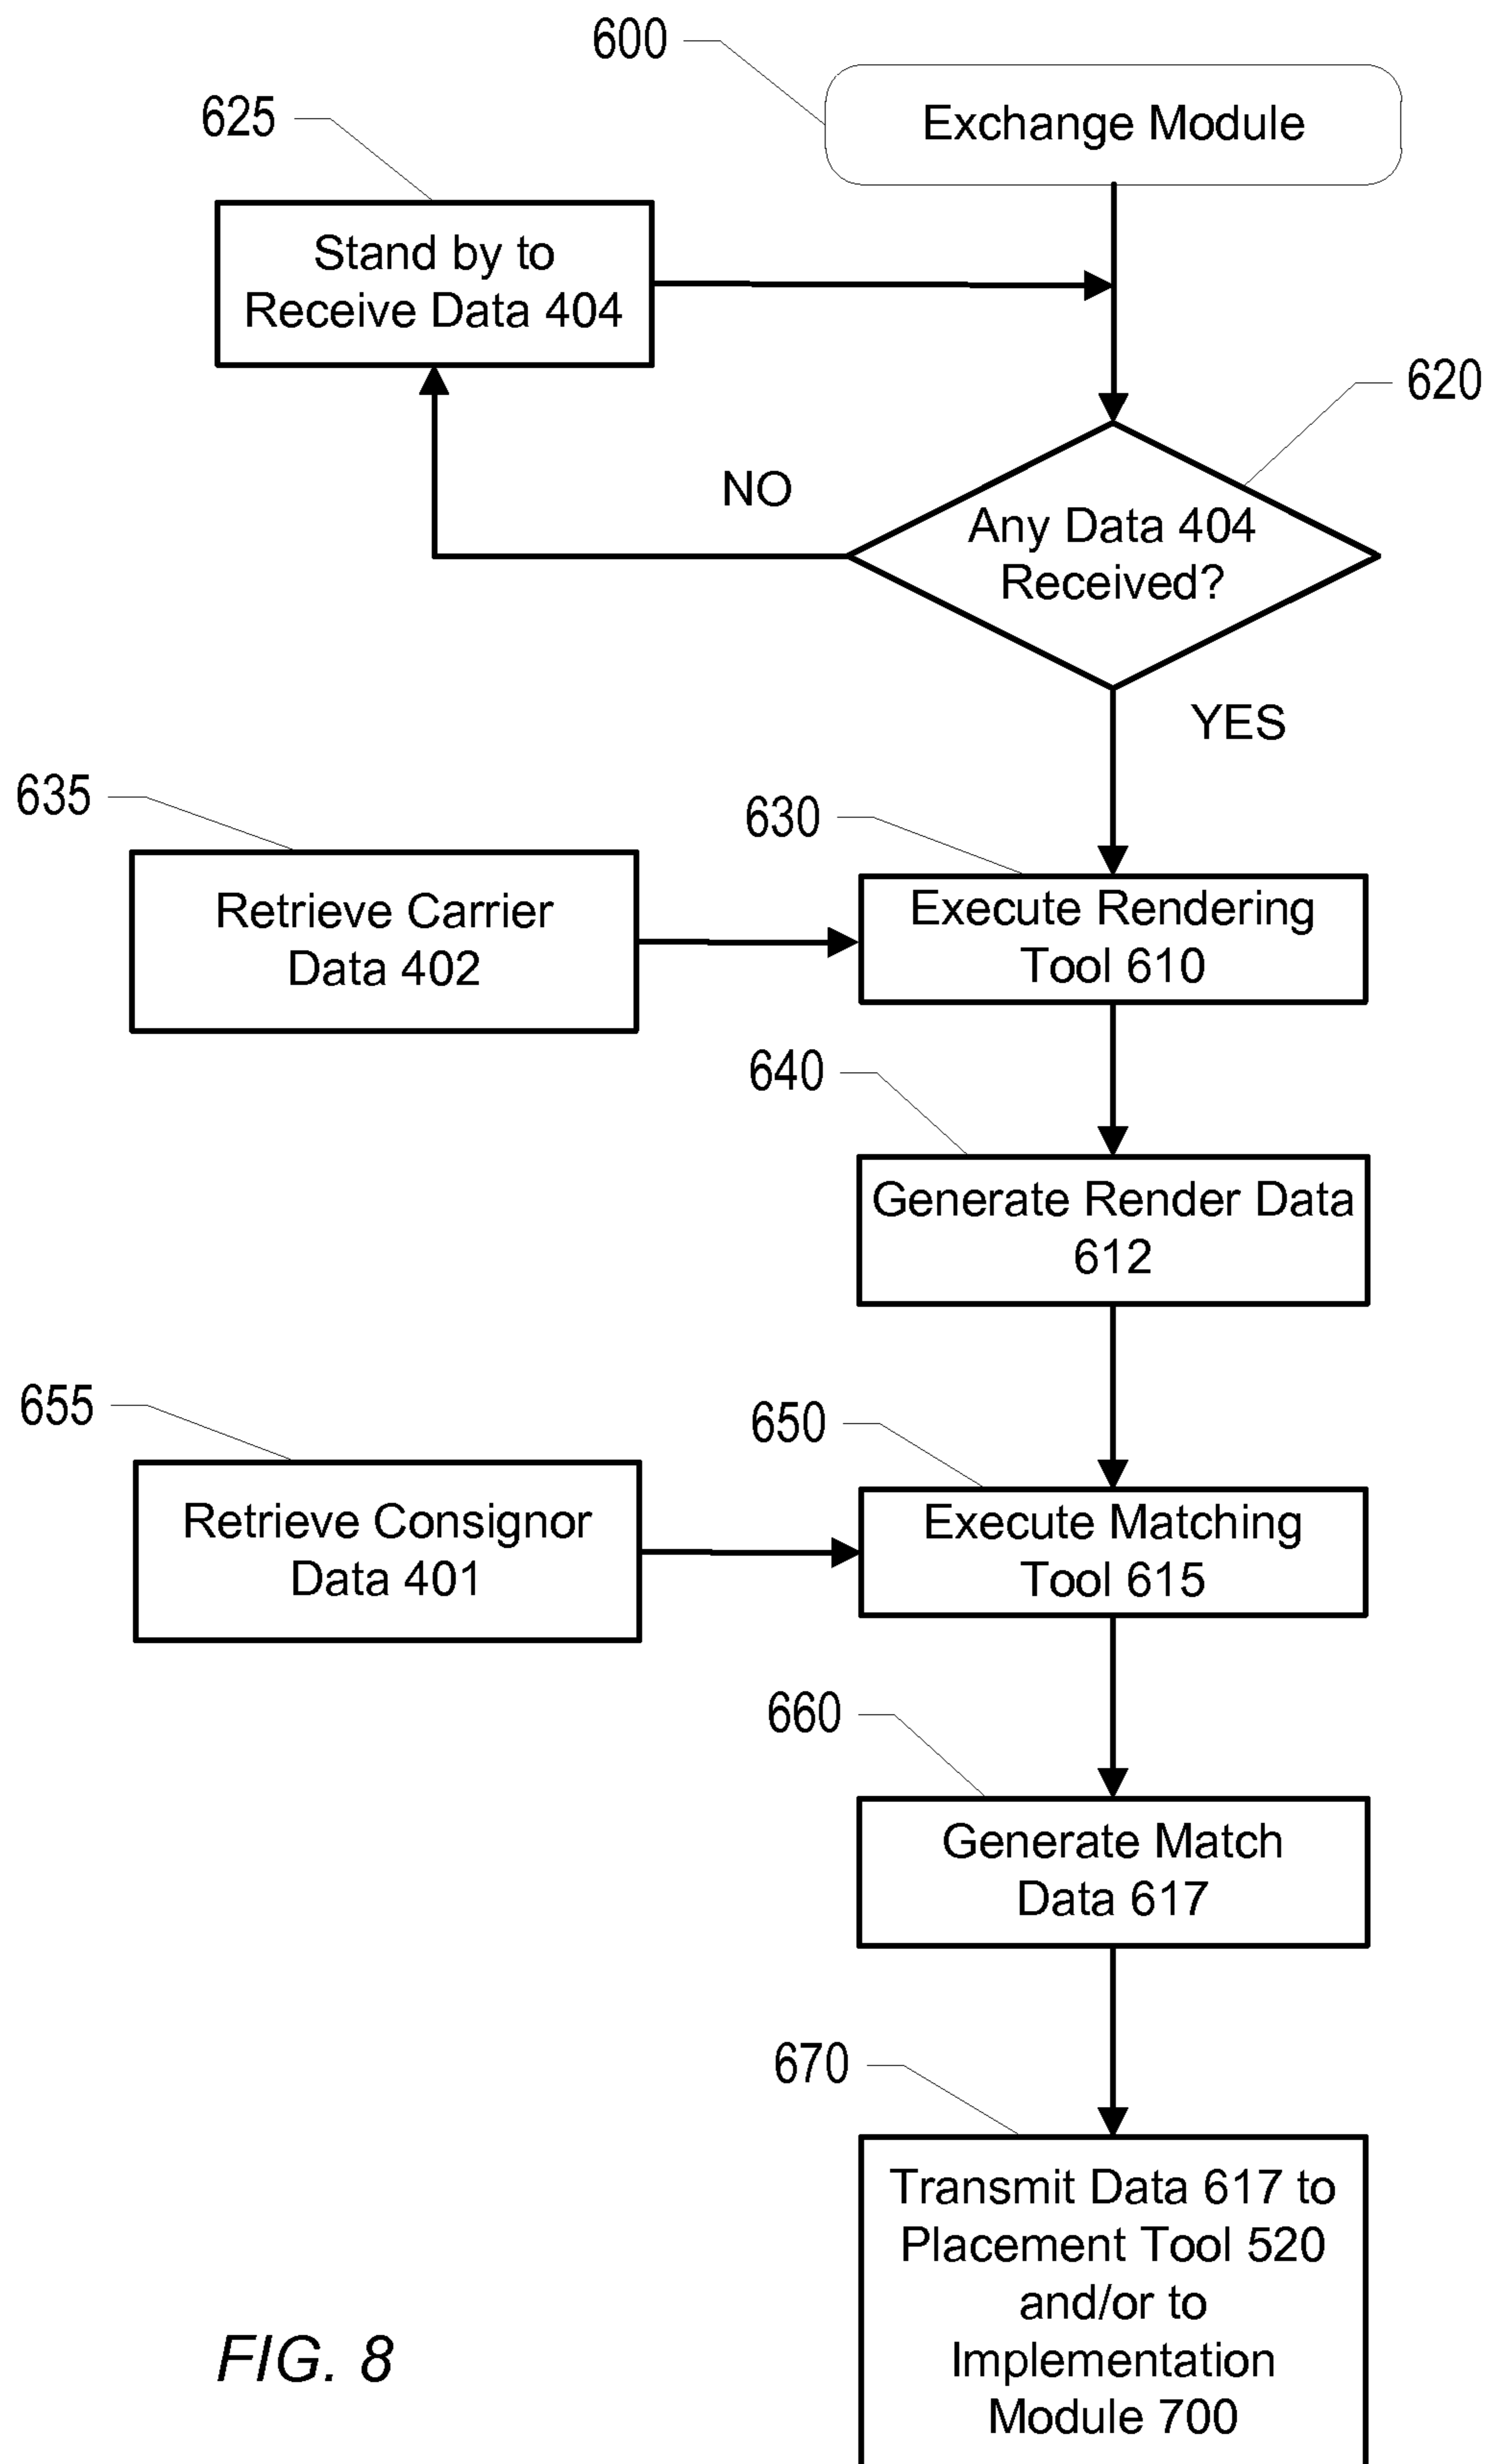 600
Exchange Module
625
Stand by to
Receive Data 404
620
NO
Any Data 404
Received?
YES
635
630
Retrieve Carrier
Data 402
Execute Rendering
Tool 610
640
Generate Render Data
612
655
650
Retrieve Consignor
Data 401
Execute Matching
Tool 615
660
Generate Match
Data 617
670
Transmit Data 617 to
Placement Tool 520
and/or to
Implementation
Module 700
FIG. 8